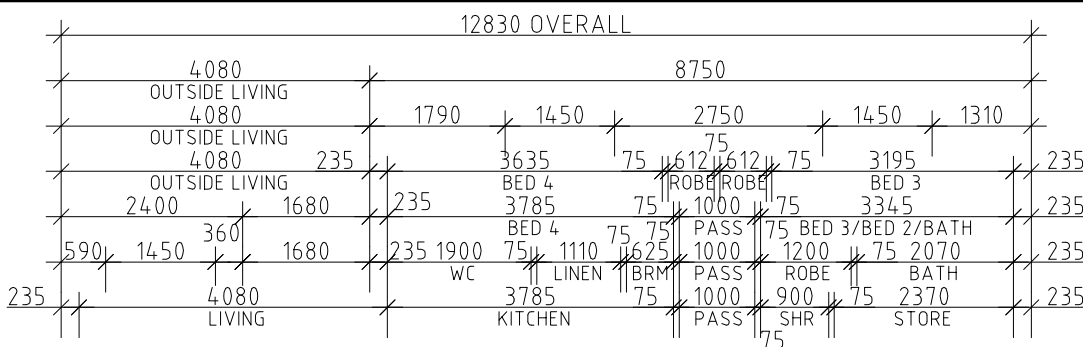 12830 OVERALL
4080 8750
OUTSIDE LIVING
4080 1790 1450 2750 1450 1310
OUTSIDE LIVING
75
4080 235 3635 75 612 612 75 3195 235
OUTSIDE LIVING BED 4 ROBE ROBE BED 3
2400 1680 235 3785 75 1000 75 3345 235
360 BED 4 75 75 PASS 75 BED 3/BED 2/BATH
590 1450 1680 235 1900 75 1110 625 1000 1200 75 2070 235
WC LINEN BRM PASS ROBE BATH
235 4080 3785 75 1000 900 75 2370 235
LIVING KITCHEN PASS SHR STORE
75